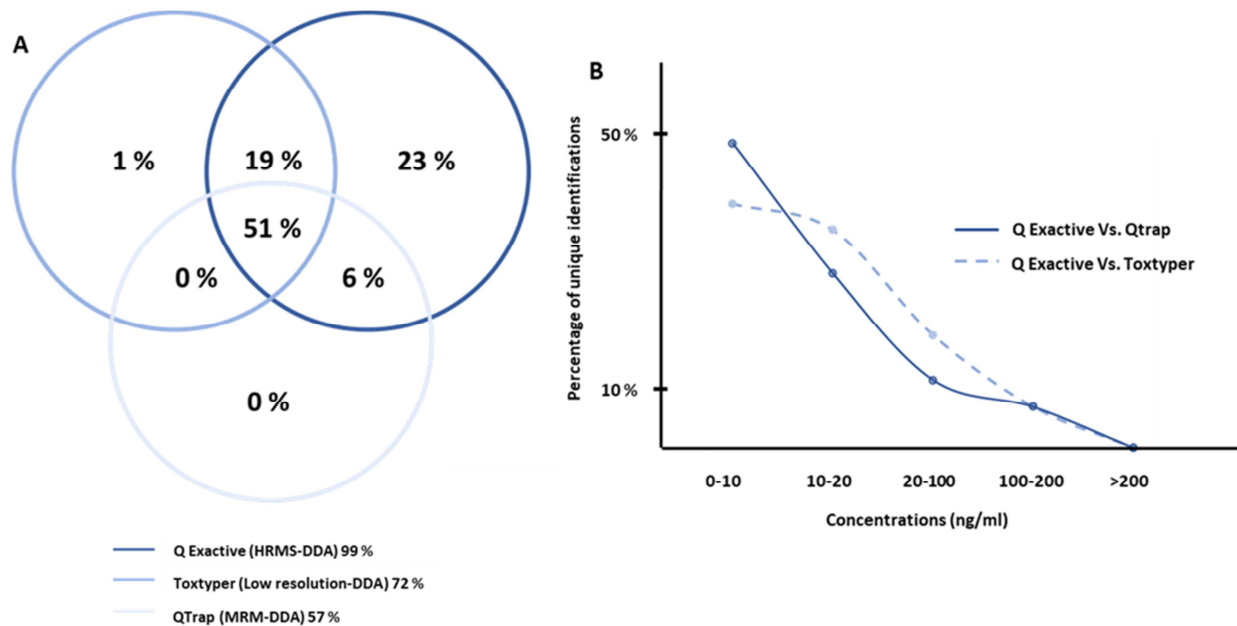 A
1 %
19 %
23 %
51 %
0 %
6 %
0 %
Q Exactive (HRMS-DDA) 99 %
Toxtyper (Low resolution-DDA) 72 %
QTrap (MRM-DDA) 57 %
B
Percentage of unique identifications
50 %
10 %
Q Exactive Vs. Qtrap
Q Exactive Vs. Toxtyper
0-10
10-20
20-100
100-200
>200
Concentrations (ng/ml)